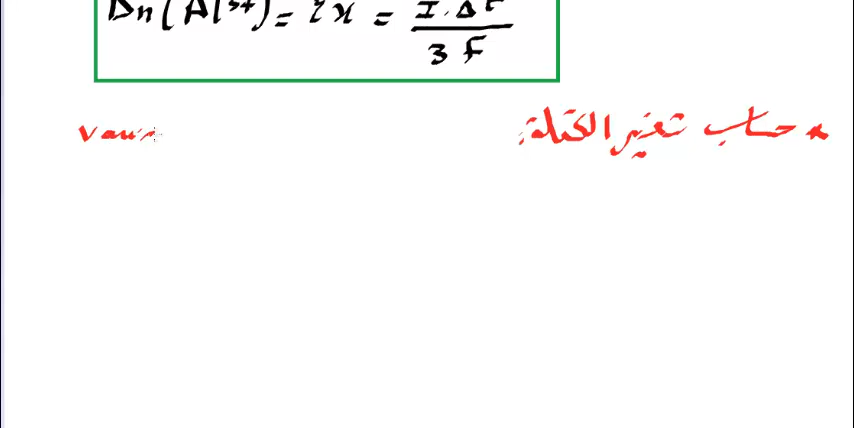 Δn(Al³⁺) = 2x = I.Δt / 3F
* حساب تغير الكتلة: